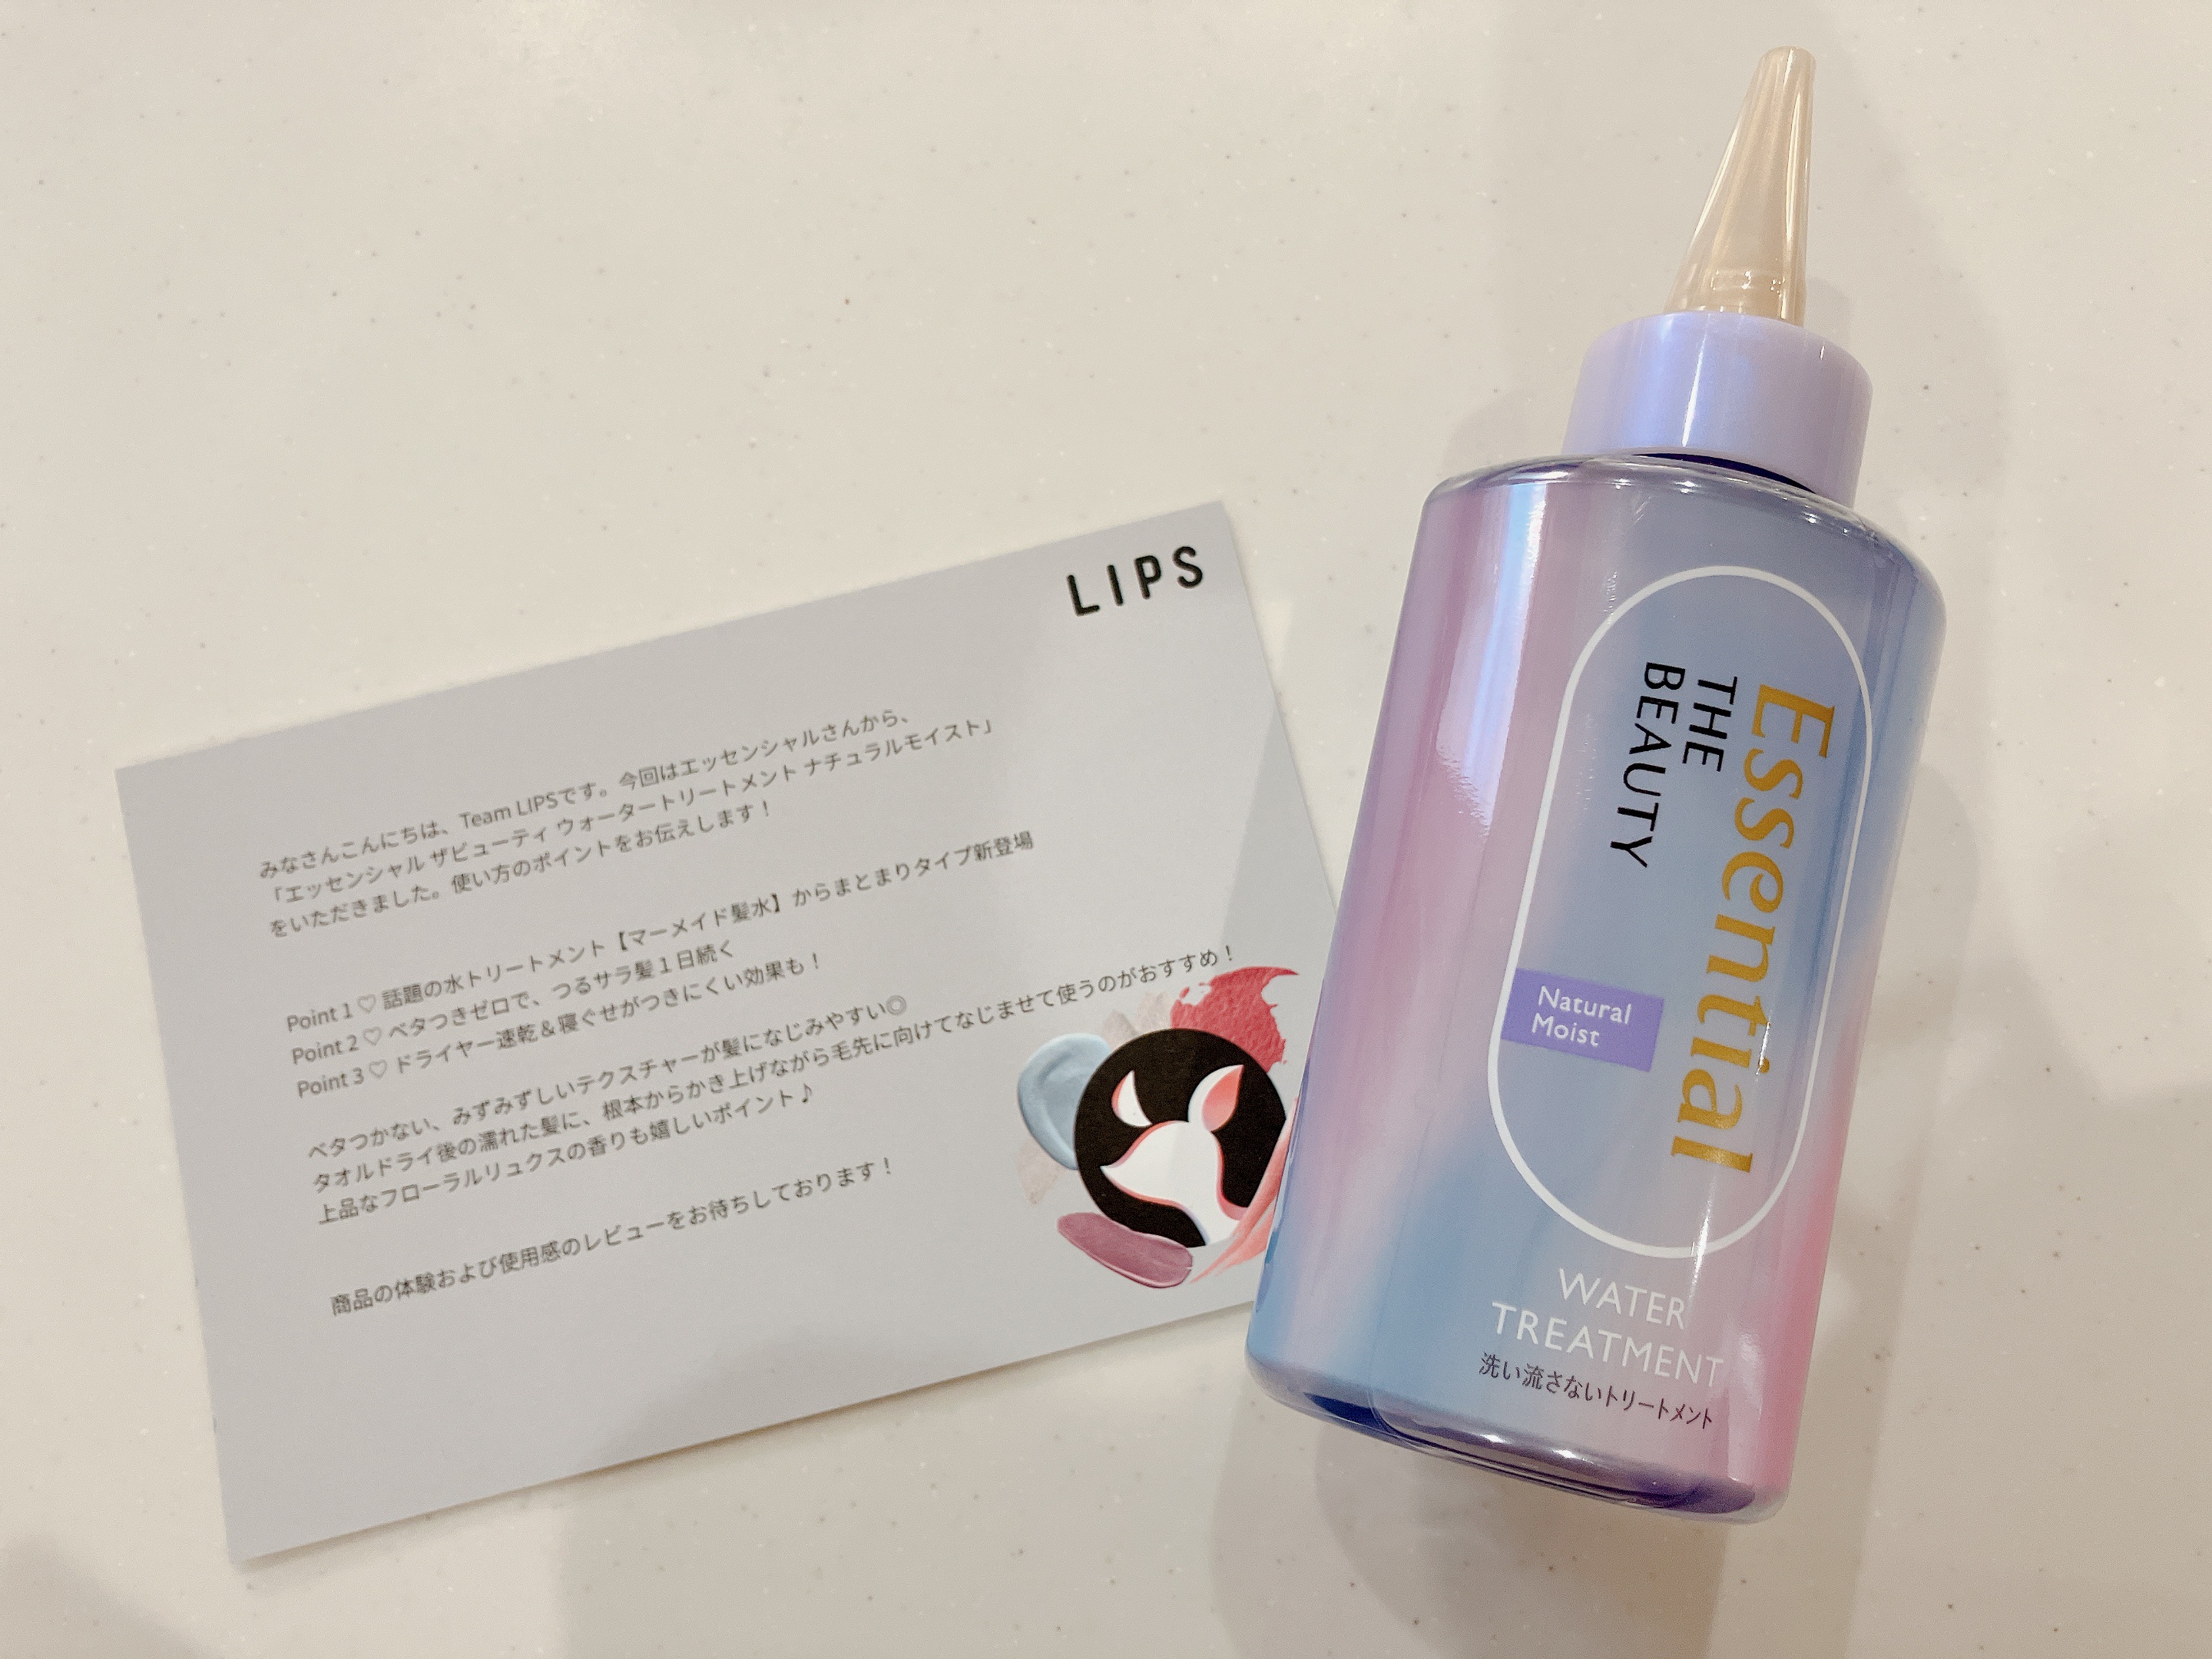 LIPS
みなさんこんにちは、Team LIPSです。今回はエッセンシャルさんから、
「エッセンシャル ザビューティ ウォータートリートメント ナチュラルモイスト」
をいただきました。使い方のポイントをお伝えします！
Point 1 ♡ 話題の水トリートメント【マーメイド髪水】からまとまりタイプ新登場
Point 2 ♡ ベタつきゼロで、つるサラ髪１日続く
Point 3 ♡ ドライヤー速乾＆寝ぐせがつきにくい効果も！
ベタつかない、みずみずしいテクスチャーが髪になじみやすい◎
タオルドライ後の濡れた髪に、根本からかき上げながら毛先に向けてなじませて使うのがおすすめ！
上品なフローラルリュクスの香りも嬉しいポイント♪
商品の体験および使用感のレビューをお待ちしております！
Essential
THE
BEAUTY
Natural
Moist
WATER
TREATMENT
洗い流さないトリートメント